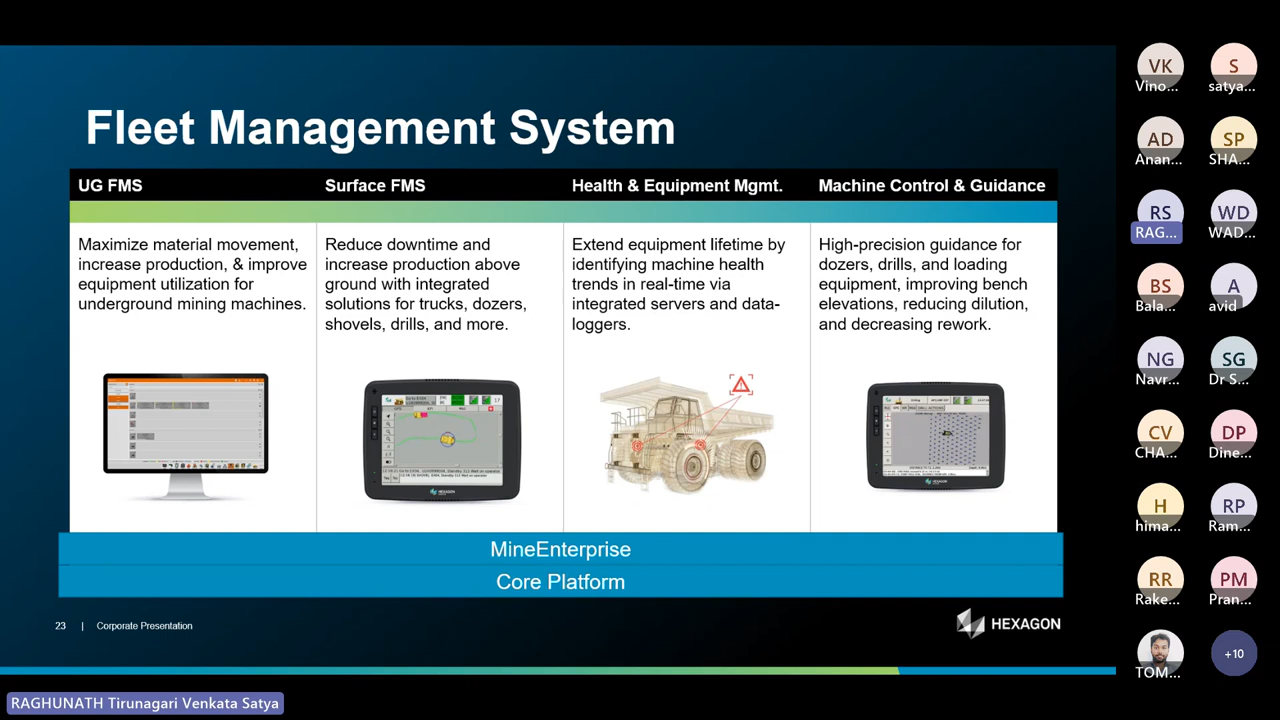 Fleet Management System
UG FMS
Surface FMS
Health & Equipment Mgmt.
Machine Control & Guidance
Maximize material movement,
increase production, & improve
equipment utilization for
underground mining machines.
Reduce downtime and
increase production above
ground with integrated
solutions for trucks, dozers,
shovels, drills, and more.
Extend equipment lifetime by
identifying machine health
trends in real-time via
integrated servers and data-
loggers.
High-precision guidance for
dozers, drills, and loading
equipment, improving bench
elevations, reducing dilution,
and decreasing rework.
17
HEXAGON
HEXAGON
MineEnterprise
Core Platform
23 | Corporate Presentation
HEXAGON
VK
Vino...
S
satya...
AD
Anan...
SP
SHA...
RS
RAG...
WD
WAD...
BS
Bala...
A
avid
NG
Navr...
SG
Dr S...
CV
CHA...
DP
Dine...
H
hima...
RP
Ram...
RR
Rake...
PM
Pran...
TOM...
+10
RAGHUNATH Tirunagari Venkata Satya